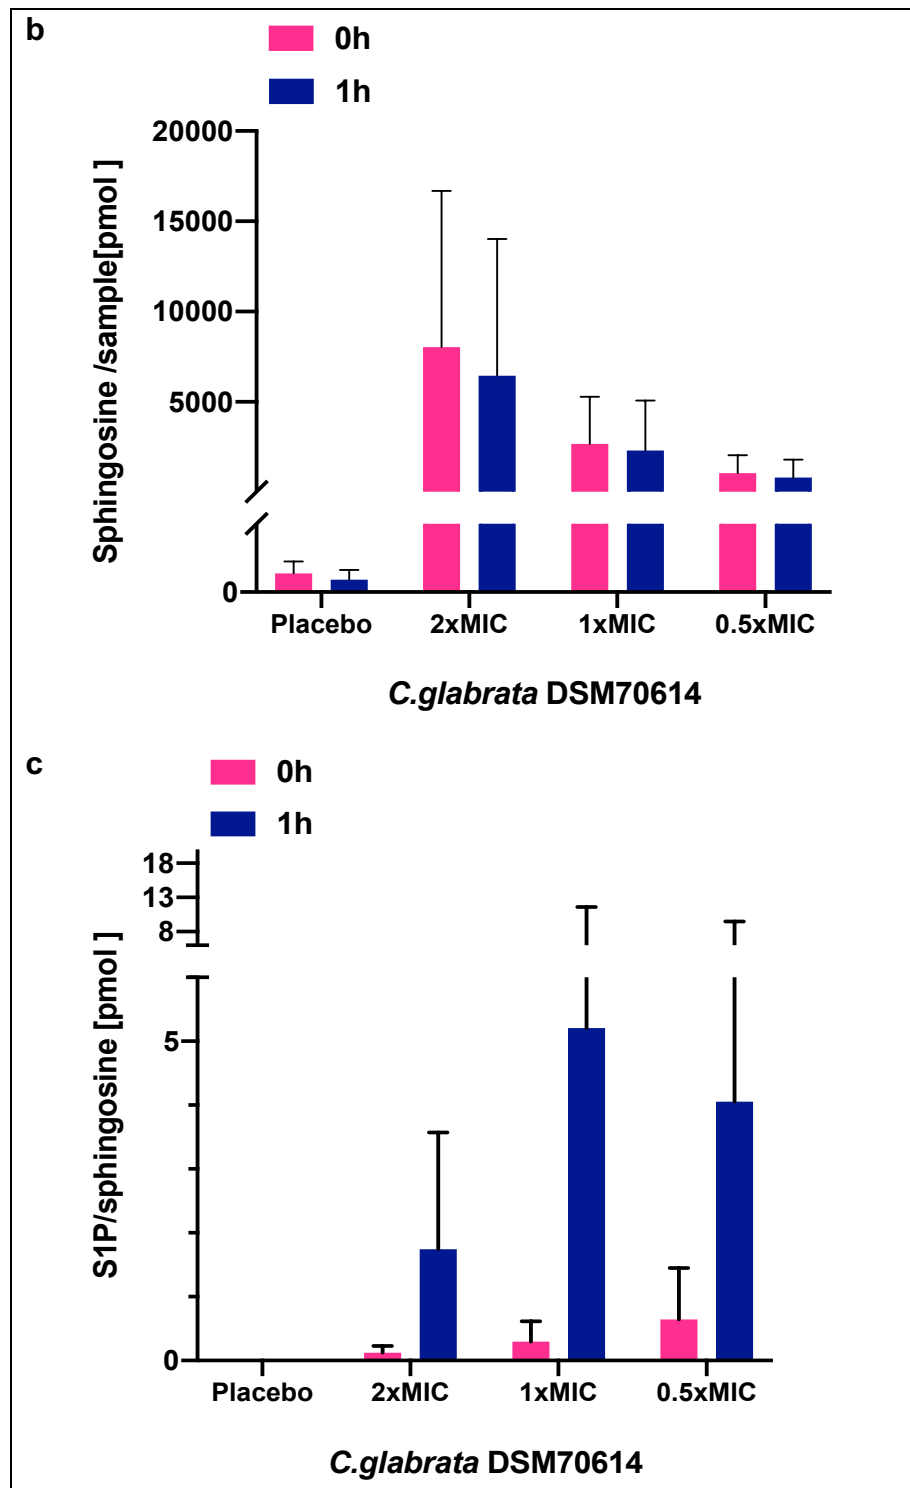 b
0h
1h
20000
15000
10000
5000
0
Sphingosine /sample[pmol ]
Placebo 2xMIC 1xMIC 0.5xMIC
C.glabrata DSM70614
c
0h
1h
18
13
8
5
0
S1P/sphingosine [pmol ]
Placebo 2xMIC 1xMIC 0.5xMIC
C.glabrata DSM70614